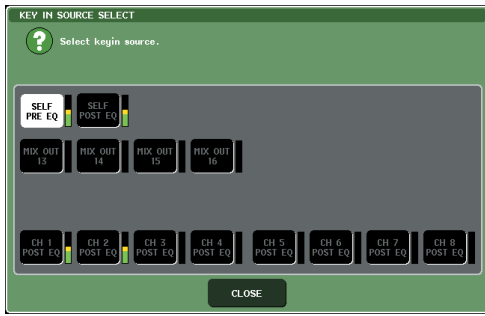 KEY IN SOURCE SELECT
?
Select keyin source.
SELF
PRE EQ
SELF
POST EQ
MIX OUT
13
MIX OUT
14
MIX OUT
15
MIX OUT
16
CH 1
POST EQ
CH 2
POST EQ
CH 3
POST EQ
CH 4
POST EQ
CH 5
POST EQ
CH 6
POST EQ
CH 7
POST EQ
CH 8
POST EQ
CLOSE